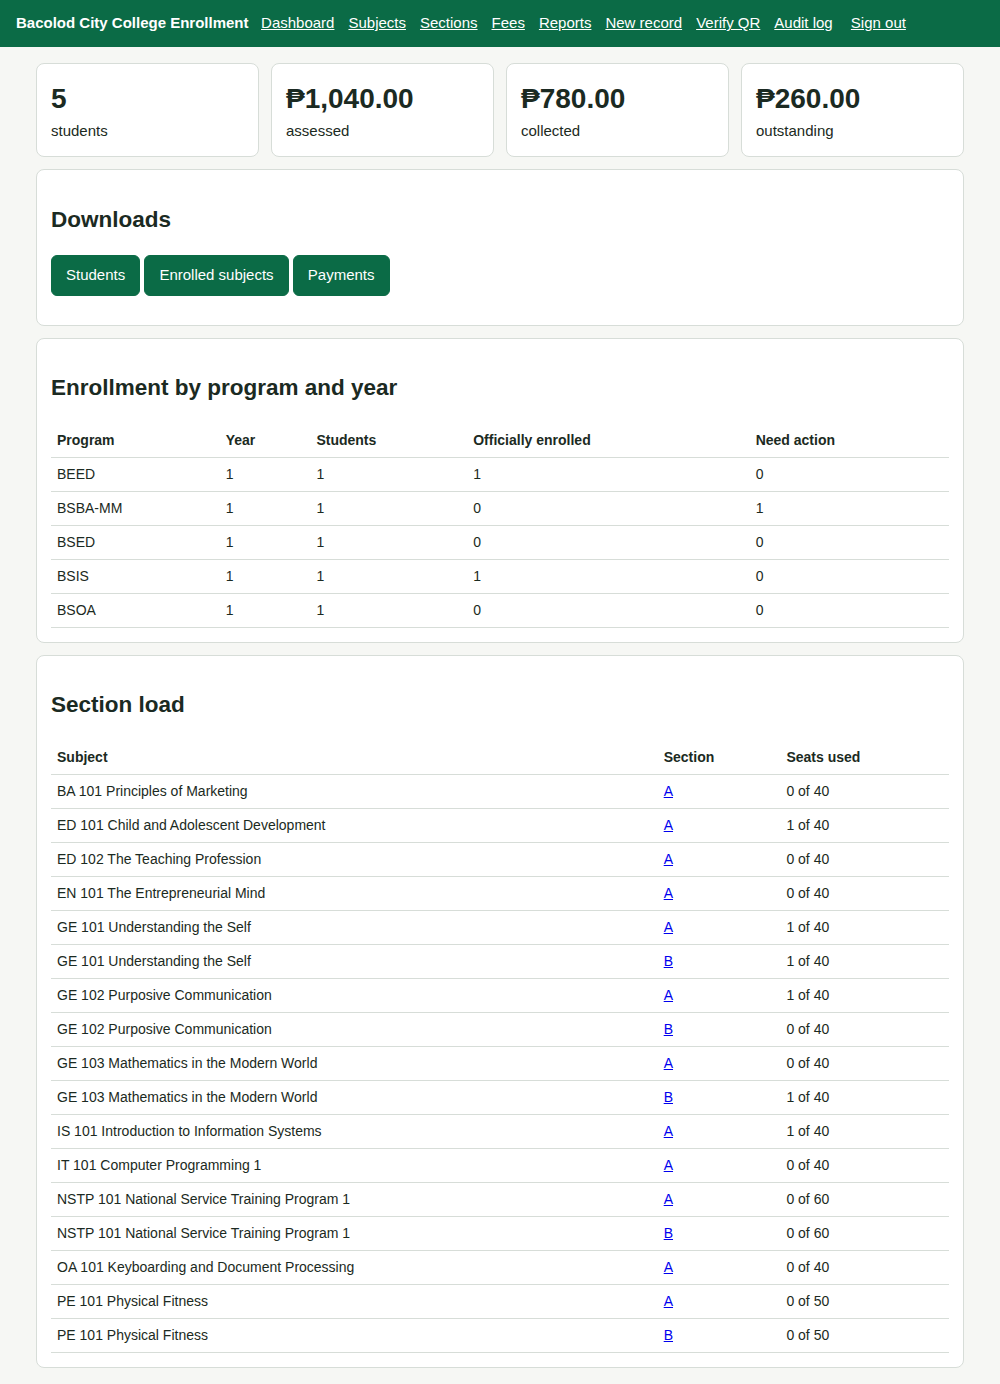 Bacolod City College Enrollment Dashboard Subjects Sections Fees Reports New record Verify QR Audit log Sign out
5 ₱1,040.00 ₱780.00 ₱260.00
students assessed collected outstanding
Downloads
Students Enrolled subjects Payments
Enrollment by program and year
Program Year Students Officially enrolled Need action
BEED 1 1 1 0
BSBA-MM 1 1 0 1
BSED 1 1 0 0
BSIS 1 1 1 0
BSOA 1 1 0 0
Section load
Subject Section Seats used
BA 101 Principles of Marketing A 0 of 40
ED 101 Child and Adolescent Development A 1 of 40
ED 102 The Teaching Profession A 0 of 40
EN 101 The Entrepreneurial Mind A 0 of 40
GE 101 Understanding the Self A 1 of 40
GE 101 Understanding the Self B 1 of 40
GE 102 Purposive Communication A 1 of 40
GE 102 Purposive Communication B 0 of 40
GE 103 Mathematics in the Modern World A 0 of 40
GE 103 Mathematics in the Modern World B 1 of 40
IS 101 Introduction to Information Systems A 1 of 40
IT 101 Computer Programming 1 A 0 of 40
NSTP 101 National Service Training Program 1 A 0 of 60
NSTP 101 National Service Training Program 1 B 0 of 60
OA 101 Keyboarding and Document Processing A 0 of 40
PE 101 Physical Fitness A 0 of 50
PE 101 Physical Fitness B 0 of 50